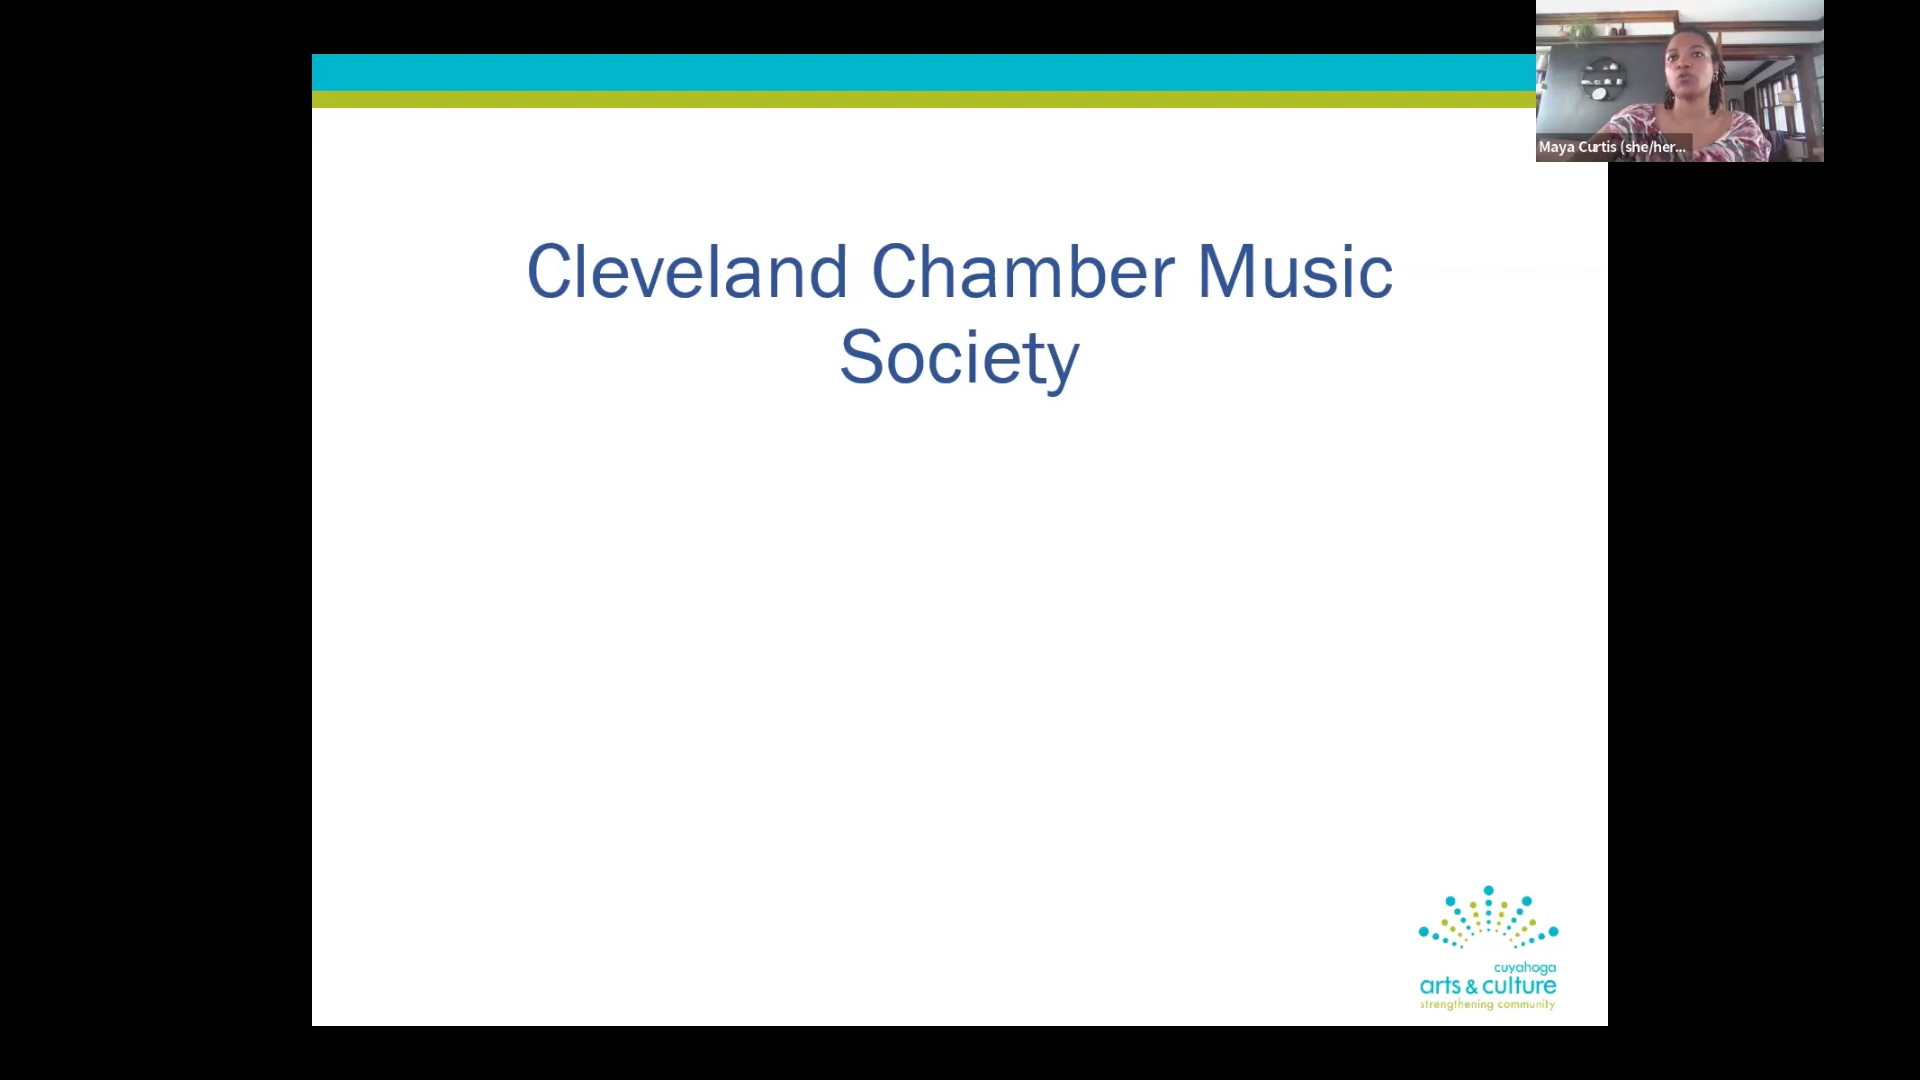 Maya Curtis (she/her...
Cleveland Chamber Music
Society
cuyahoga
arts & culture
strengthening community